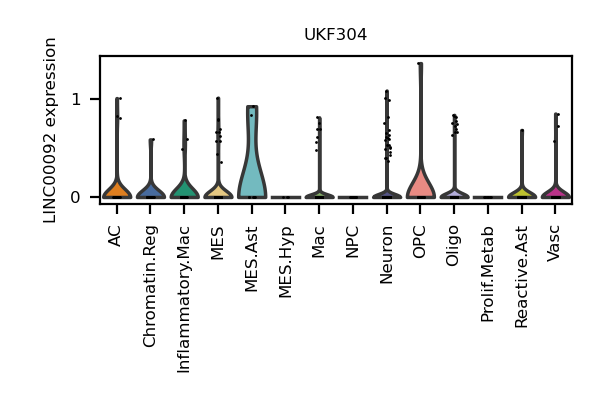 UKF304
LINC00092 expression
1
0
AC
Chromatin.Reg
Inflammatory.Mac
MES
MES.Ast
MES.Hyp
Mac
NPC
Neuron
OPC
Oligo
Prolif.Metab
Reactive.Ast
Vasc